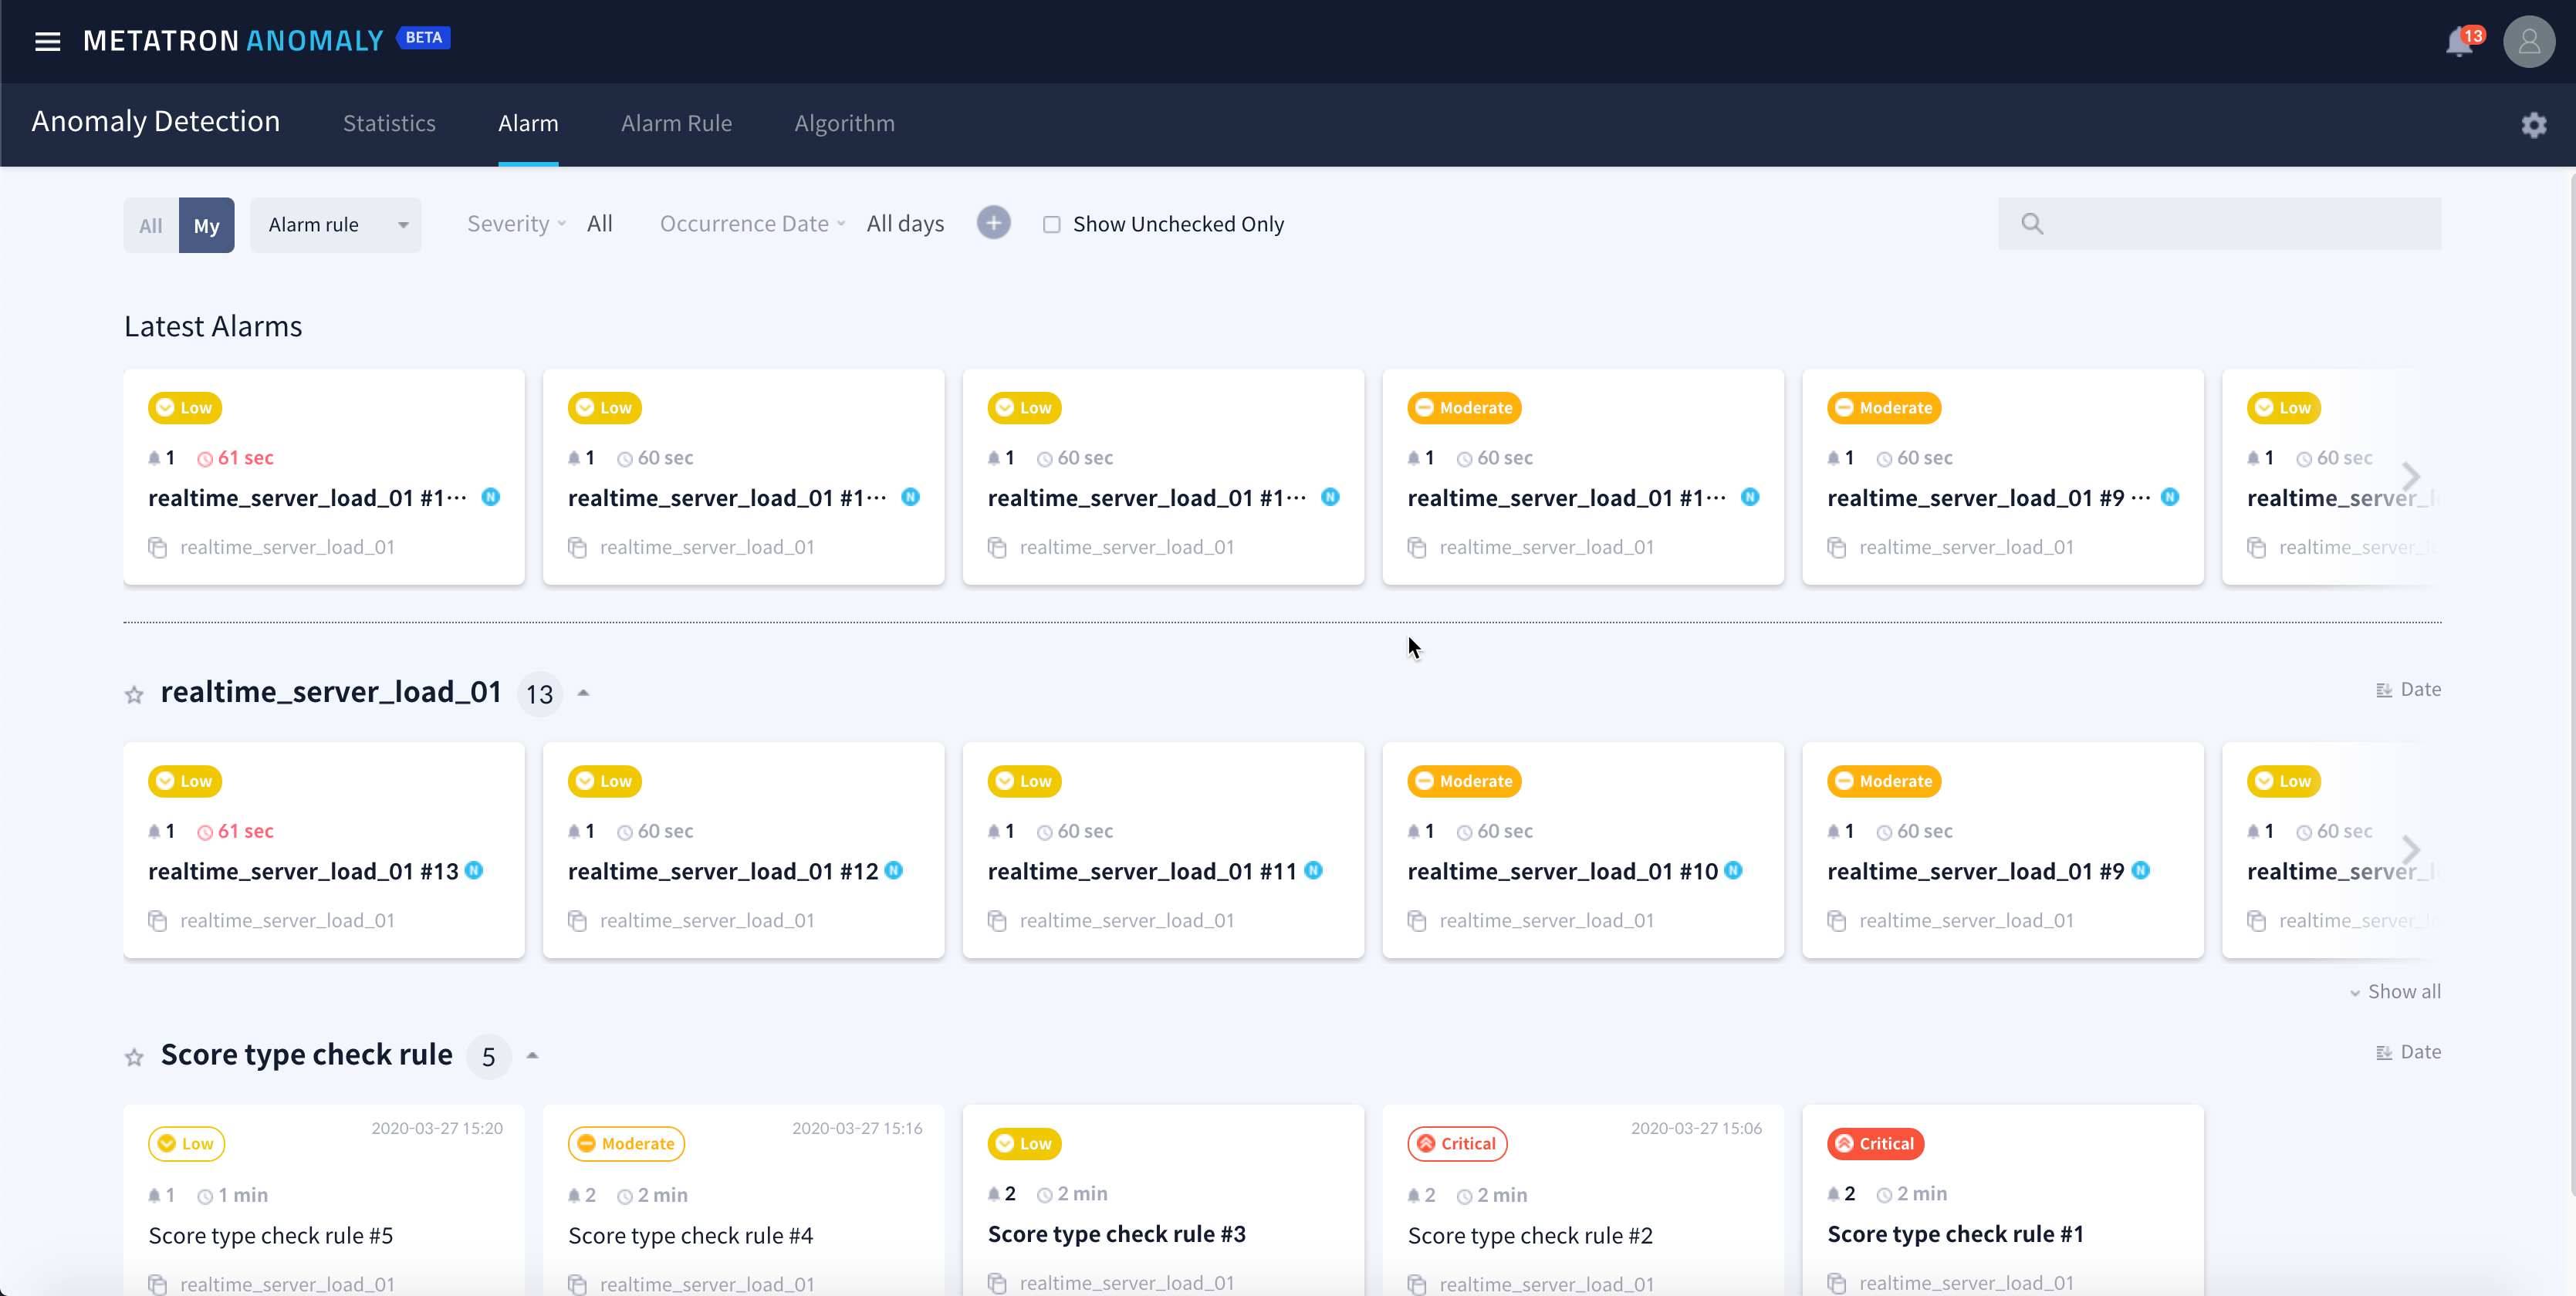 METATRON ANOMALY BETA
13
Anomaly Detection Statistics Alarm Alarm Rule Algorithm
All My Alarm rule Severity All Occurrence Date All days Show Unchecked Only
Latest Alarms
Low Low Low Moderate Moderate Low
1 61 sec 1 60 sec 1 60 sec 1 60 sec 1 60 sec 1 60 sec
realtime_server_load_01 #1··· N realtime_server_load_01 #1··· N realtime_server_load_01 #1··· N realtime_server_load_01 #1··· N realtime_server_load_01 #9 ··· N realtime_server_l
realtime_server_load_01 realtime_server_load_01 realtime_server_load_01 realtime_server_load_01 realtime_server_load_01 realtime_server_lo
realtime_server_load_01 13 Date
Low Low Low Moderate Moderate Low
1 61 sec 1 60 sec 1 60 sec 1 60 sec 1 60 sec 1 60 sec
realtime_server_load_01 #13 N realtime_server_load_01 #12 N realtime_server_load_01 #11 N realtime_server_load_01 #10 N realtime_server_load_01 #9 N realtime_server_l
realtime_server_load_01 realtime_server_load_01 realtime_server_load_01 realtime_server_load_01 realtime_server_load_01 realtime_server_lo
Show all
Score type check rule 5 Date
Low 2020-03-27 15:20 Moderate 2020-03-27 15:16 Low Critical 2020-03-27 15:06 Critical
1 1 min 2 2 min 2 2 min 2 2 min 2 2 min
Score type check rule #5 Score type check rule #4 Score type check rule #3 Score type check rule #2 Score type check rule #1
realtime_server_load_01 realtime_server_load_01 realtime_server_load_01 realtime_server_load_01 realtime_server_load_01